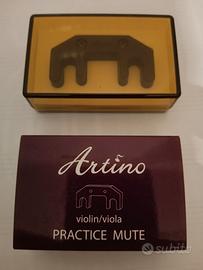 Artino
violin/viola
PRACTICE MUTE
subito